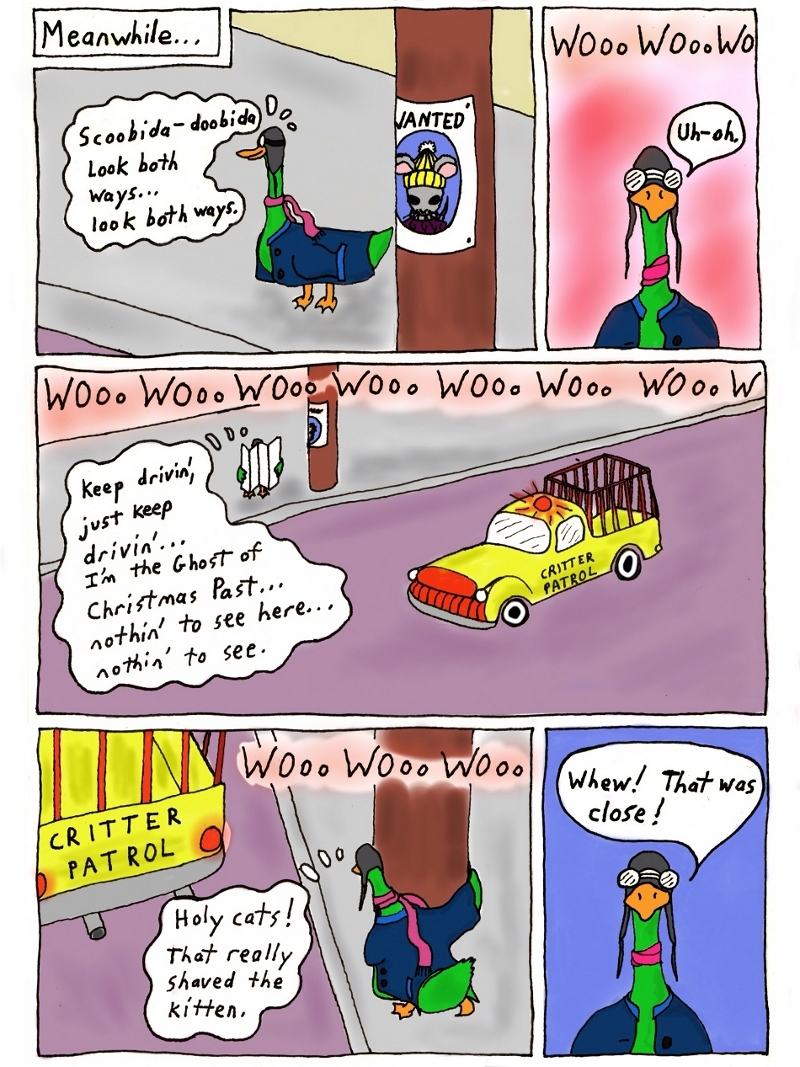 Meanwhile...
Scoobida-doobida
Look both
ways...
look both ways.
WANTED
WOoo WOooWO
Uh-oh.
WOoo WOoo WOoo WOoo WOoo WOoo WOoo W
Keep drivin',
just keep
drivin'...
I'm the Ghost of
Christmas Past...
nothin' to see here...
nothin' to see.
CRITTER
PATROL
WOoo WOoo WOoo
CRITTER
PATROL
Holy cats!
That really
shaved the
kitten.
Whew! That was
close!